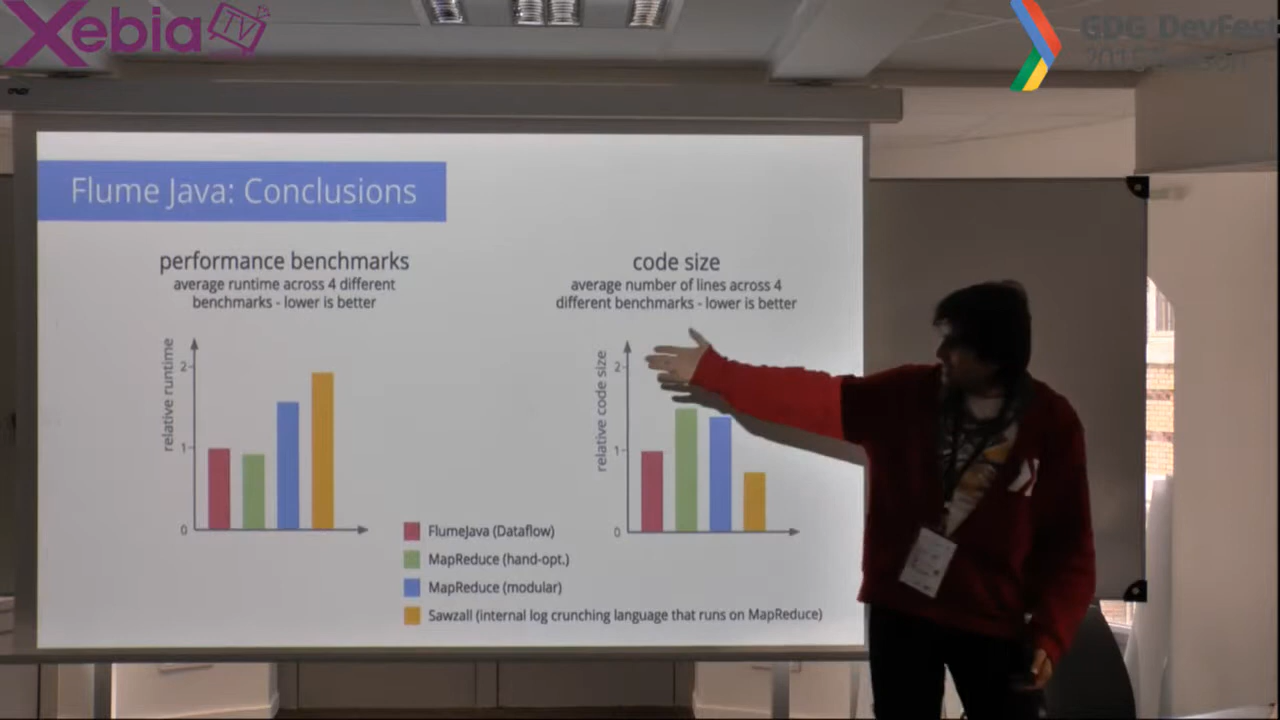 Xebia TV
GDG DevFest
2016 Season
Flume Java: Conclusions
performance benchmarks
average runtime across 4 different
benchmarks - lower is better
code size
average number of lines across 4
different benchmarks - lower is better
relative runtime
2
1
0
relative code size
2
1
0
FlumeJava (Dataflow)
MapReduce (hand-opt.)
MapReduce (modular)
Sawzall (internal log crunching language that runs on MapReduce)